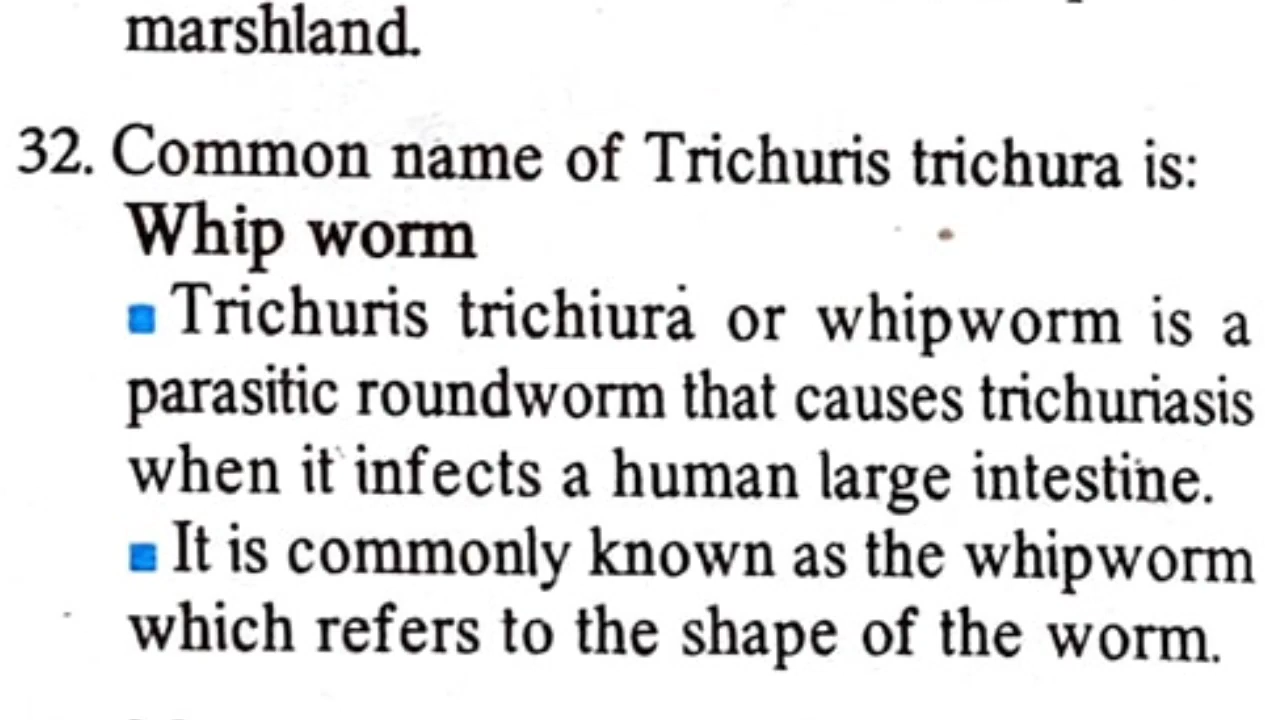 marshland.
32. Common name of Trichuris trichura is:
Whip worm
▪ Trichuris trichiura or whipworm is a
parasitic roundworm that causes trichuriasis
when it infects a human large intestine.
▪ It is commonly known as the whipworm
which refers to the shape of the worm.